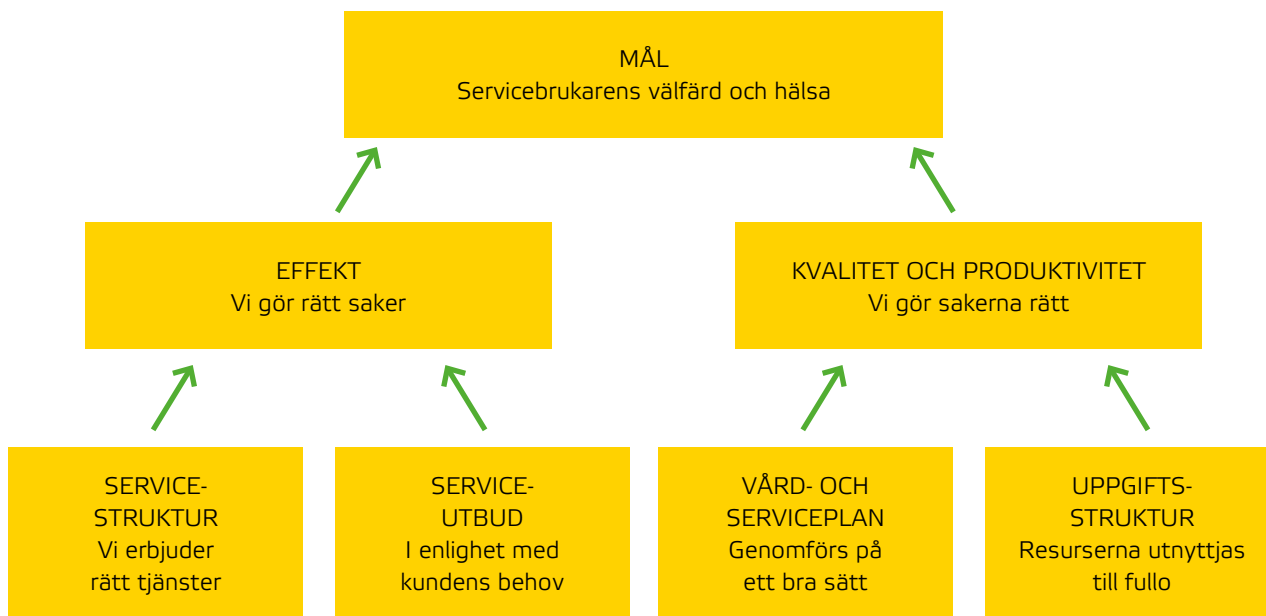 MÅL
Servicebrukarens välfärd och hälsa
EFFEKT
Vi gör rätt saker
KVALITET OCH PRODUKTIVITET
Vi gör sakerna rätt
SERVICE-
STRUKTUR
Vi erbjuder
rätt tjänster
SERVICE-
UTBUD
I enlighet med
kundens behov
VÅRD- OCH
SERVICEPLAN
Genomförs på
ett bra sätt
UPPGIFTS-
STRUKTUR
Resurserna utnyttjas
till fullo